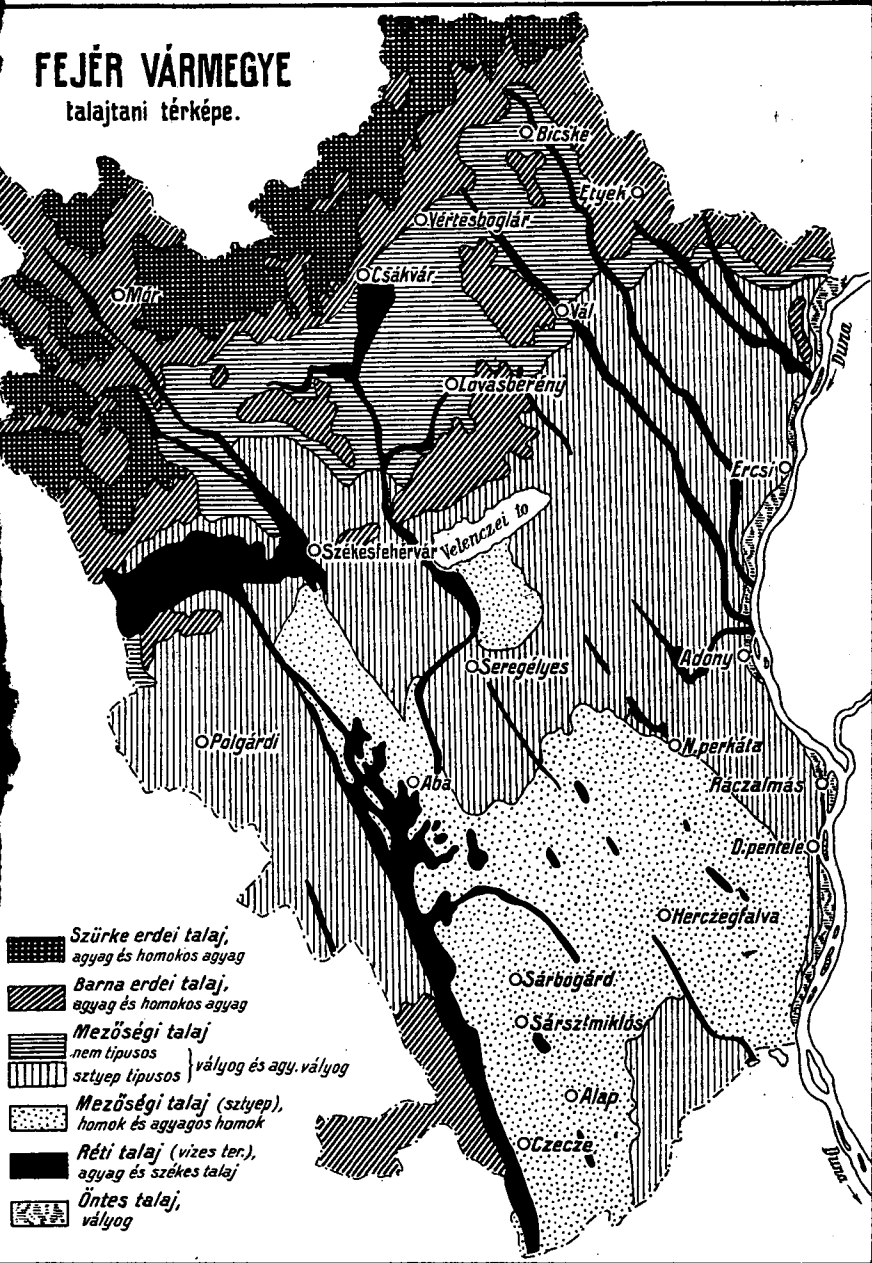 FEJÉR VÁRMEGYE
talajtani térképe.
Bicske
Etyek
Vértesboglár
Csákvár
Mór
Vál
Duna
Lovasberény
Ercsi
Velenczei tó
Székesfehérvár
Adony
Seregélyes
Polgárdi
N.perkáta
Aba
Ráczalmás
D.pentele
Herczegfalva
Sárbogárd
Sársz!miklós
Alap
Czecze
Duna
Szürke erdei talaj,
agyag és homokos agyag
Barna erdei talaj,
agyag és homokos agyag
Mezőségi talaj
nem tipusos
sztyep tipusos } vályog és agy. vályog
Mezőségi talaj (sztyep),
homok és agyagos homok
Réti talaj (vizes ter.),
agyag és székes talaj
Öntes talaj,
vályog